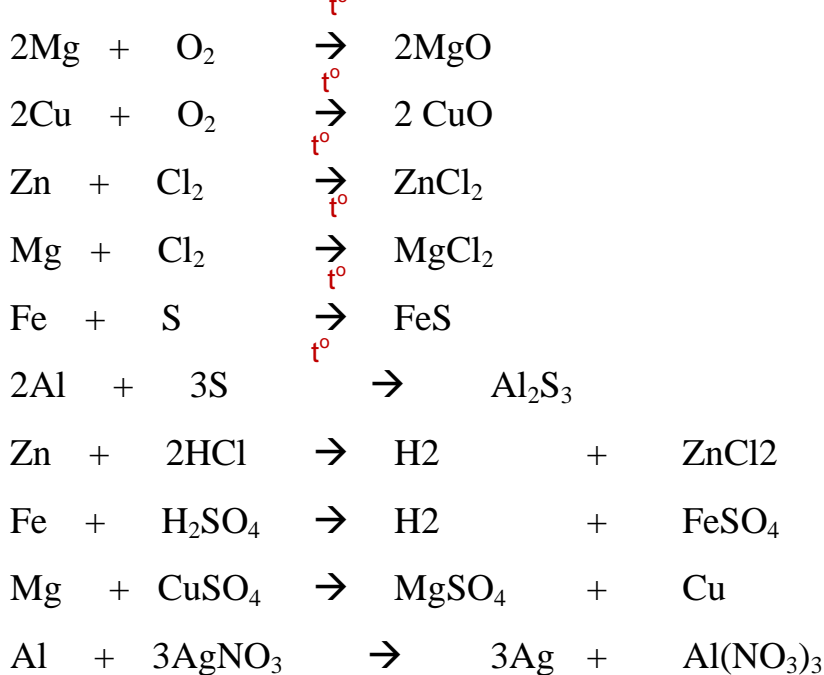 t°
2Mg + O₂ → 2MgO
t°
2Cu + O₂ → 2 CuO
t°
Zn + Cl₂ → ZnCl₂
t°
Mg + Cl₂ → MgCl₂
t°
Fe + S → FeS
t°
2Al + 3S → Al₂S₃
Zn + 2HCl → H2 + ZnCl2
Fe + H₂SO₄ → H2 + FeSO₄
Mg + CuSO₄ → MgSO₄ + Cu
Al + 3AgNO₃ → 3Ag + Al(NO₃)₃